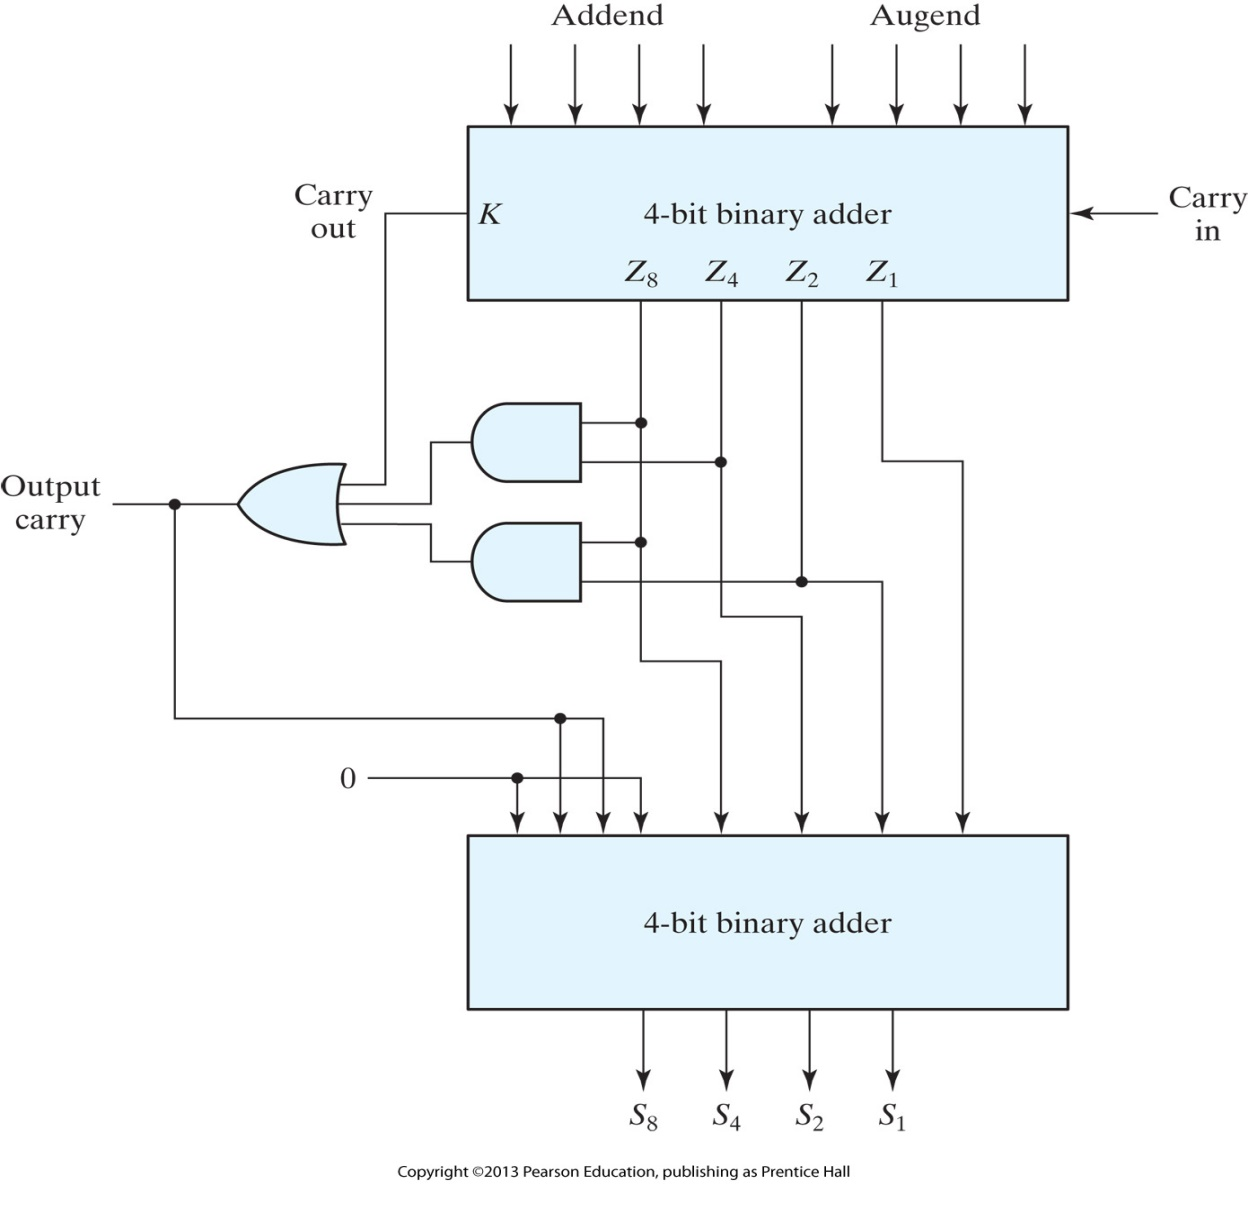 Addend Augend
Carry
out
K 4-bit binary adder
Carry
in
Z8 Z4 Z2 Z1
Output
carry
0
4-bit binary adder
S8 S4 S2 S1
Copyright ©2013 Pearson Education, publishing as Prentice Hall